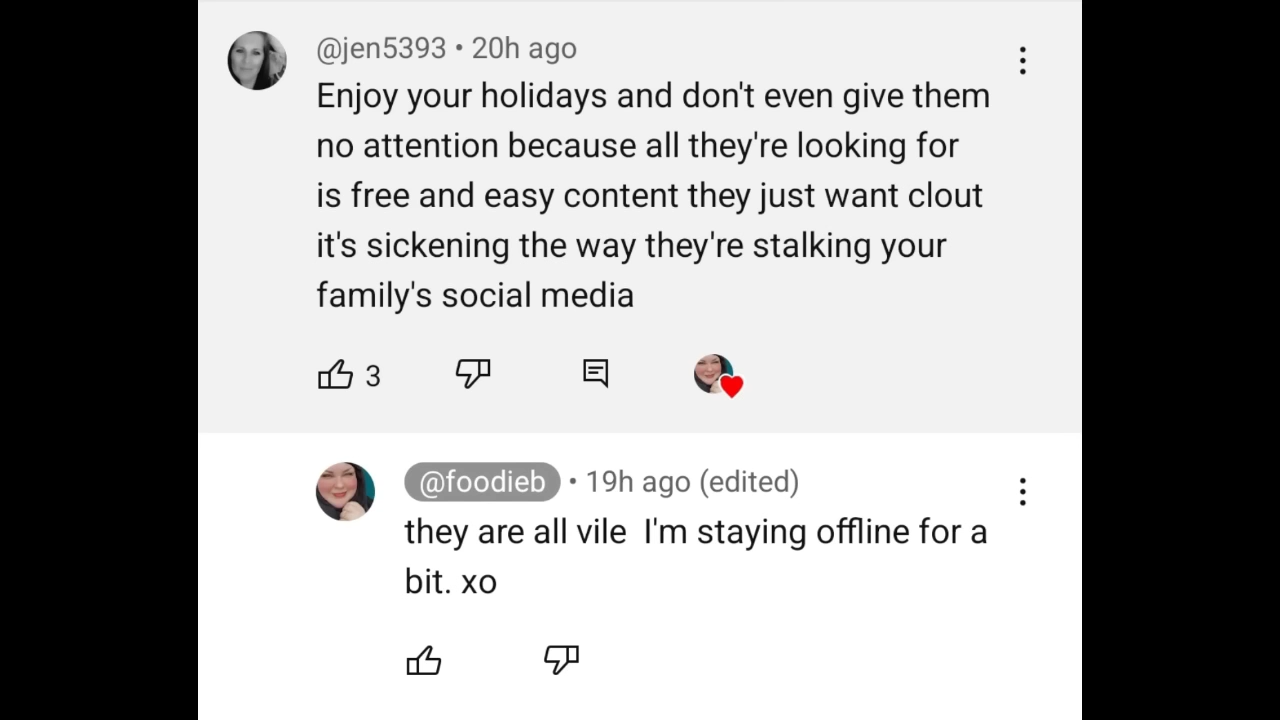 @jen5393 • 20h ago
Enjoy your holidays and don't even give them
no attention because all they're looking for
is free and easy content they just want clout
it's sickening the way they're stalking your
family's social media
3
@foodieb • 19h ago (edited)
they are all vile  I'm staying offline for a
bit. xo